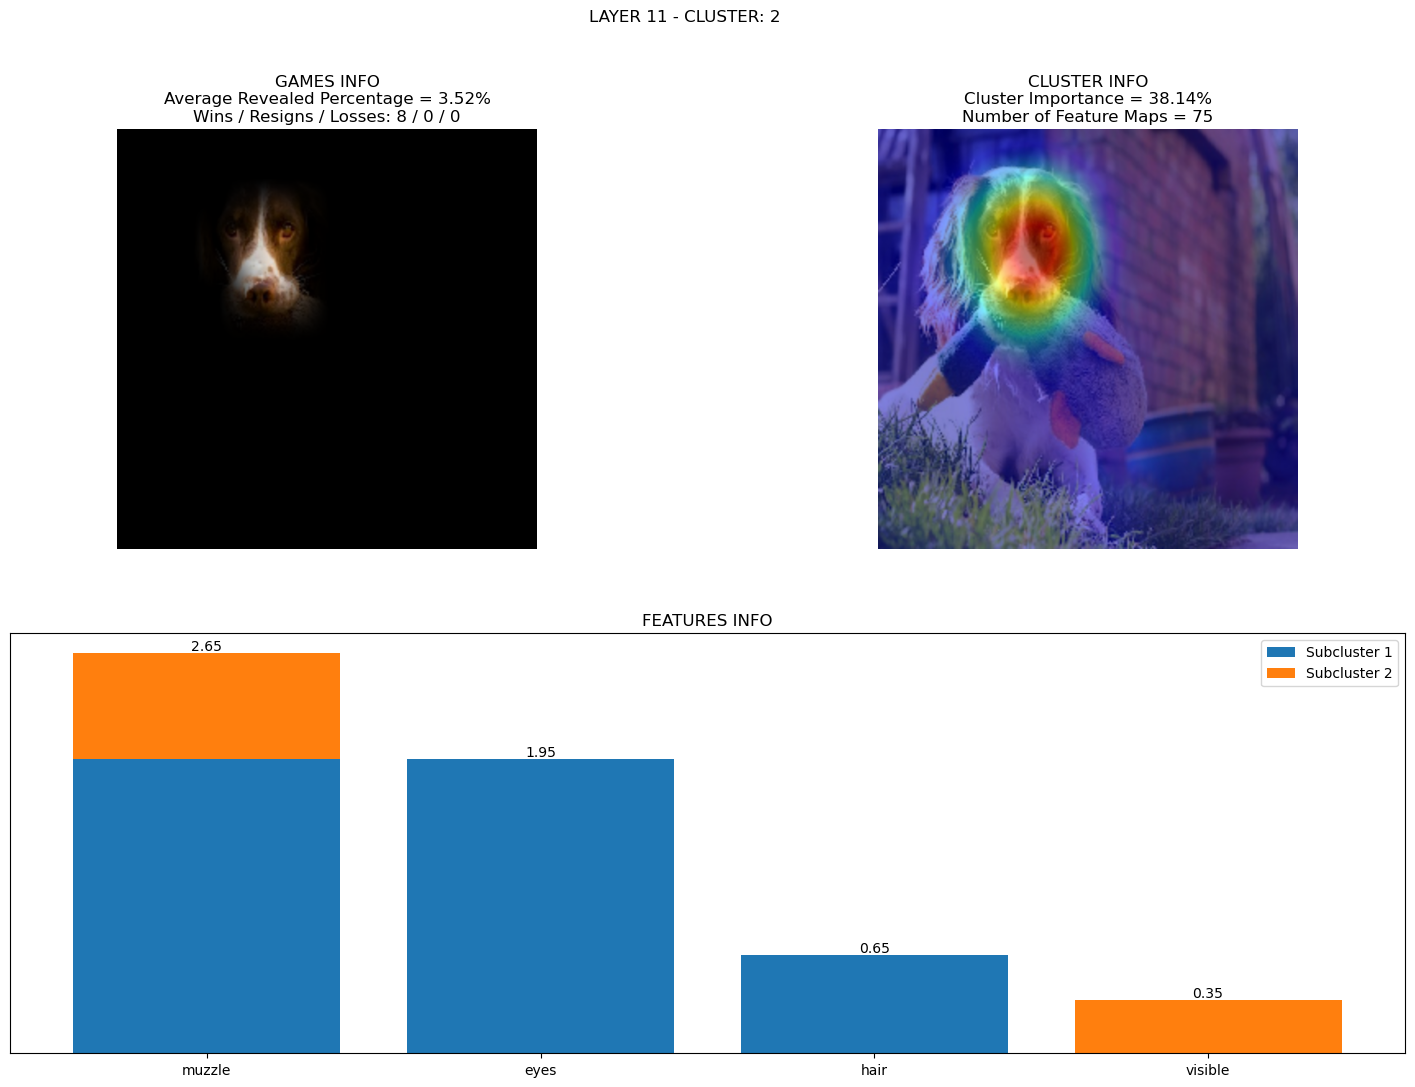 LAYER 11 - CLUSTER: 2
GAMES INFO
Average Revealed Percentage = 3.52%
Wins / Resigns / Losses: 8 / 0 / 0
CLUSTER INFO
Cluster Importance = 38.14%
Number of Feature Maps = 75
FEATURES INFO
2.65
1.95
0.65
0.35
Subcluster 1
Subcluster 2
muzzle
eyes
hair
visible